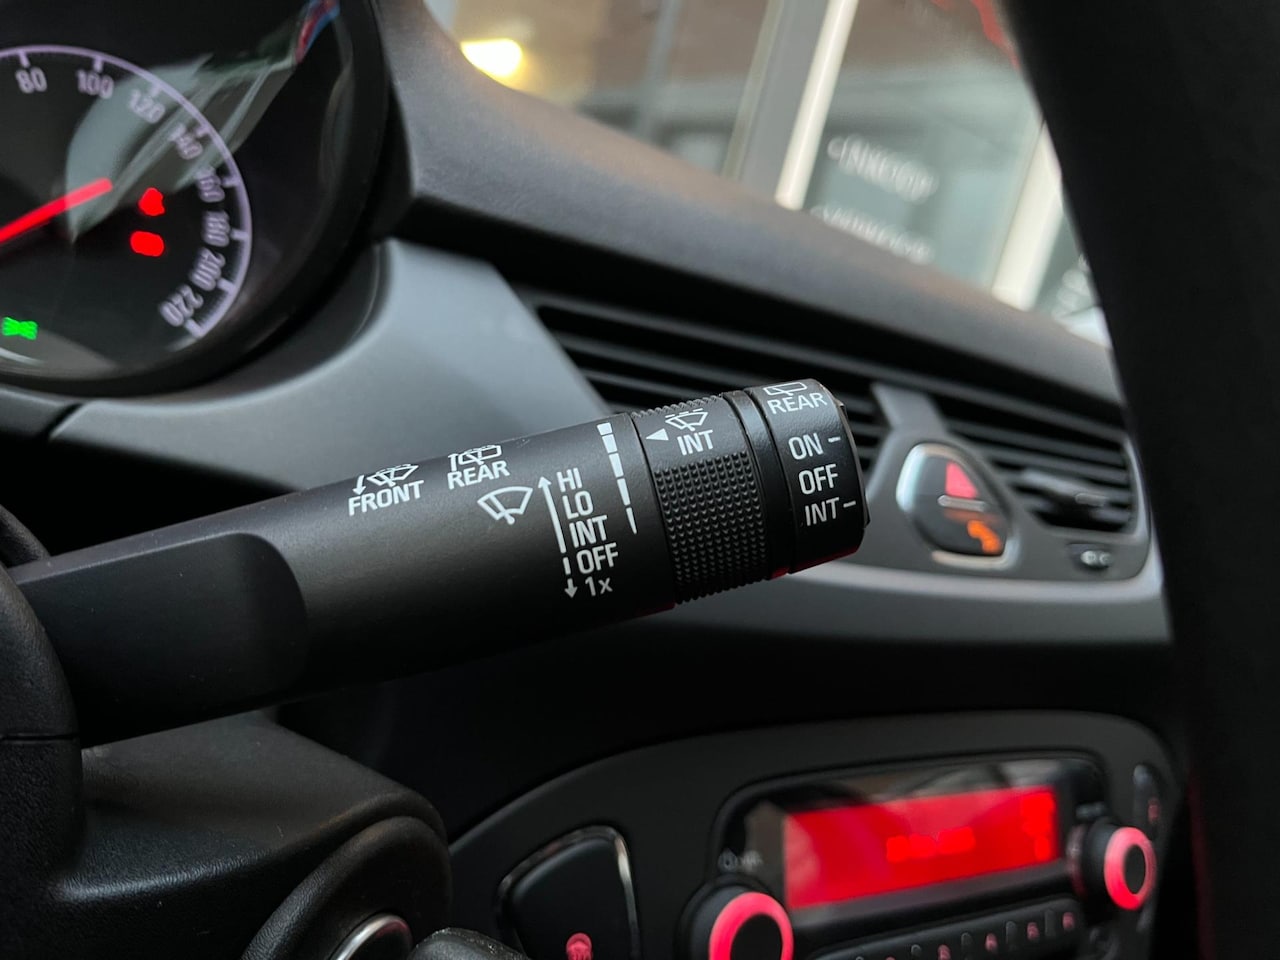 80
100
120
140
160
180
200
220
REAR
INT
ON
OFF
INT
REAR
FRONT
HI
LO
INT
OFF
1x